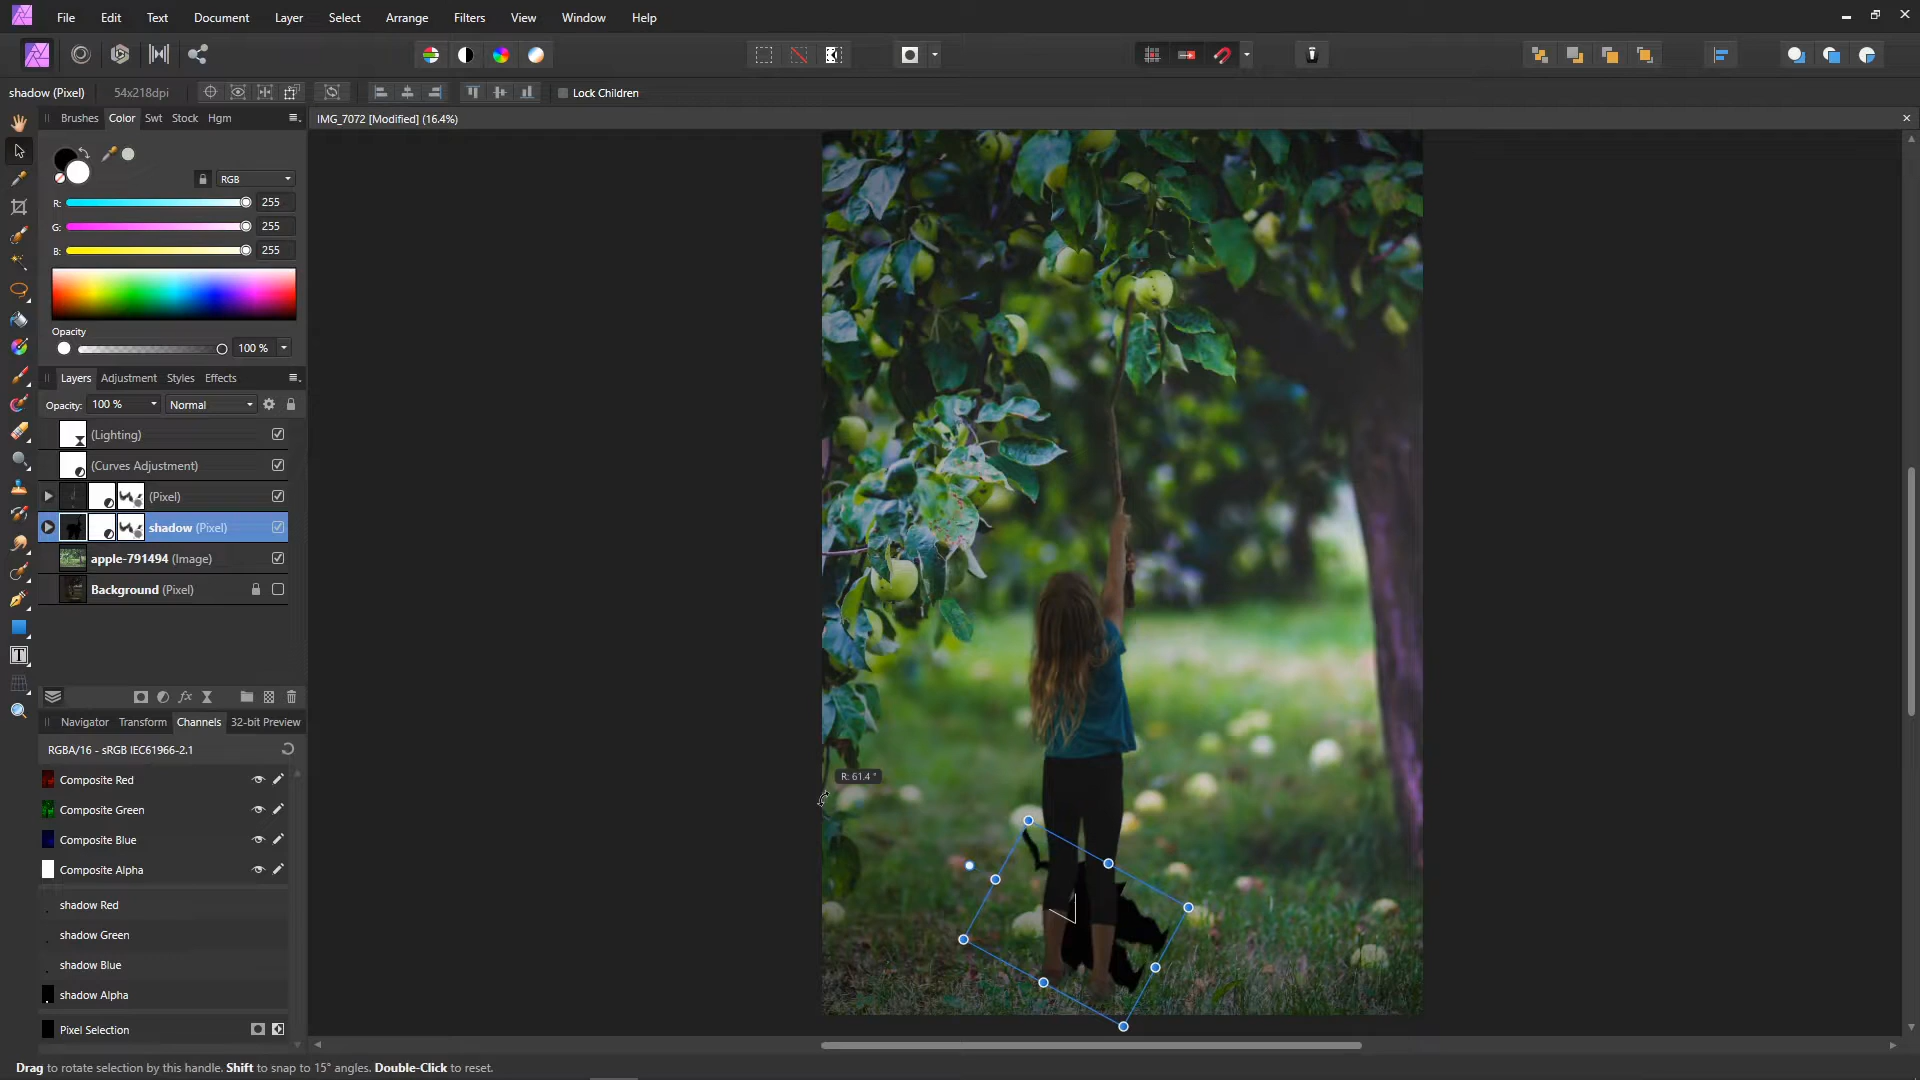 File Edit Text Document Layer Select Arrange Filters View Window Help
shadow (Pixel) 54x218dpi Lock Children
Brushes Color Swt Stock Hgm
IMG_7072 [Modified] (16.4%)
RGB
R: 255
G: 255
B: 255
Opacity
100 %
Layers Adjustment Styles Effects
Opacity: 100 % Normal
(Lighting)
(Curves Adjustment)
(Pixel)
shadow (Pixel)
apple-791494 (Image)
Background (Pixel)
Navigator Transform Channels 32-bit Preview
RGBA/16 - sRGB IEC61966-2.1
Composite Red
Composite Green
Composite Blue
Composite Alpha
shadow Red
shadow Green
shadow Blue
shadow Alpha
Pixel Selection
R: 61.4 °
Drag to rotate selection by this handle. Shift to snap to 15° angles. Double-Click to reset.